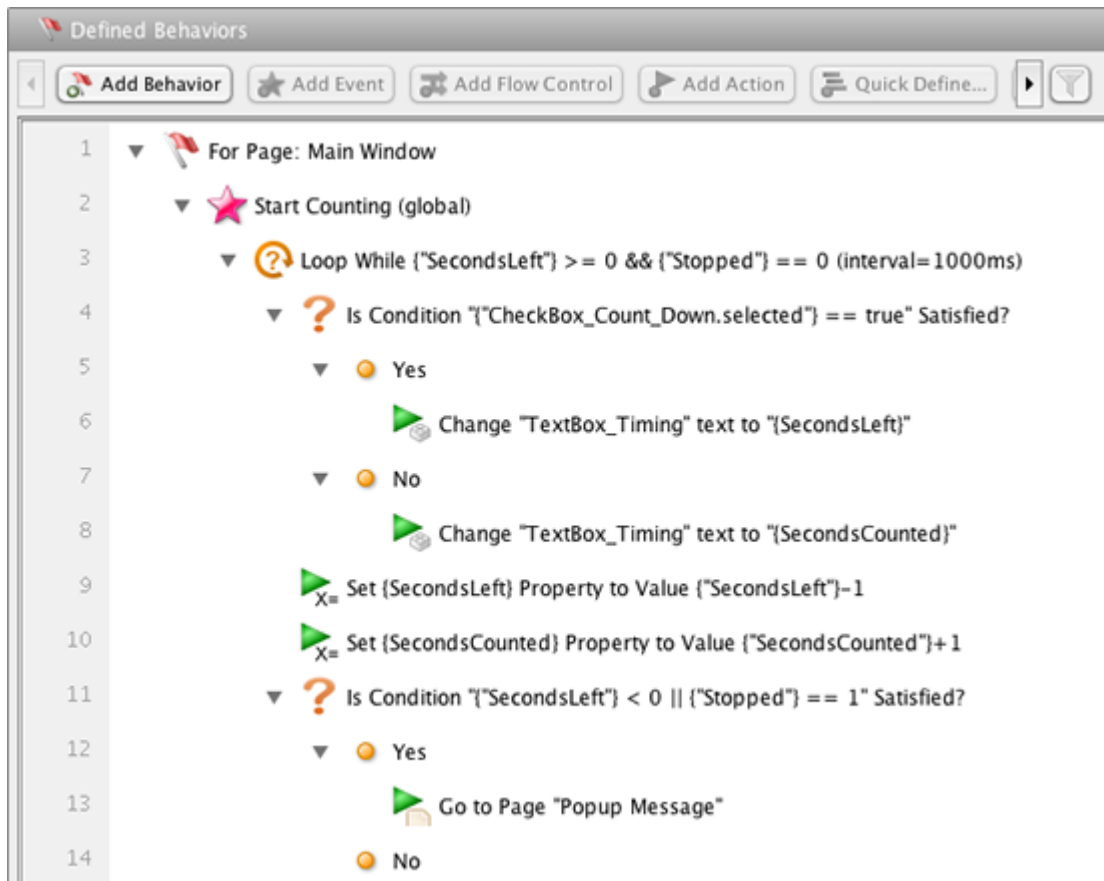 Defined Behaviors
Add Behavior Add Event Add Flow Control Add Action Quick Define...
1 For Page: Main Window
2 Start Counting (global)
3 Loop While {"SecondsLeft"} >= 0 && {"Stopped"} == 0 (interval=1000ms)
4 Is Condition "{"CheckBox_Count_Down.selected"} == true" Satisfied?
5 Yes
6 Change "TextBox_Timing" text to "{SecondsLeft}"
7 No
8 Change "TextBox_Timing" text to "{SecondsCounted}"
9 X= Set {SecondsLeft} Property to Value {"SecondsLeft"}-1
10 X= Set {SecondsCounted} Property to Value {"SecondsCounted"}+1
11 Is Condition "{"SecondsLeft"} < 0 || {"Stopped"} == 1" Satisfied?
12 Yes
13 Go to Page "Popup Message"
14 No